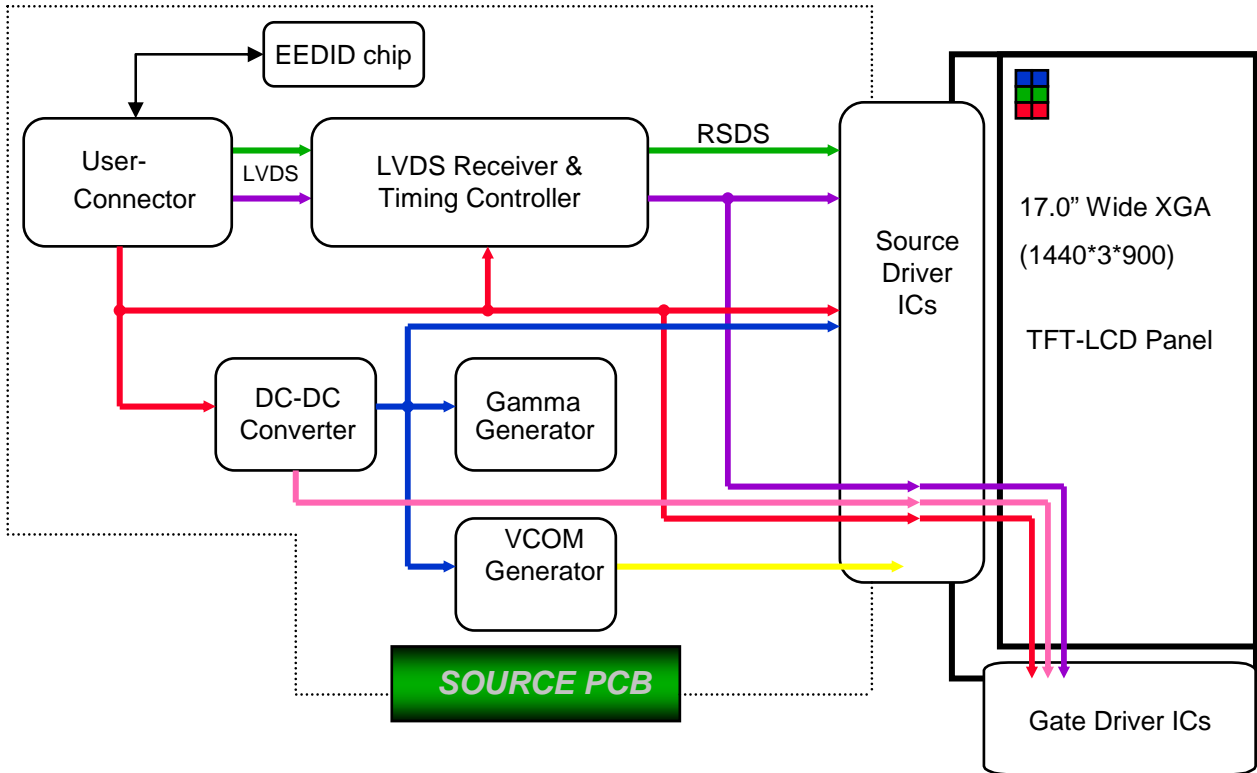 EEDID chip
User-
Connector
LVDS
LVDS Receiver &
Timing Controller
RSDS
Source
Driver
ICs
17.0” Wide XGA
(1440*3*900)
TFT-LCD Panel
DC-DC
Converter
Gamma
Generator
VCOM
Generator
SOURCE PCB
Gate Driver ICs